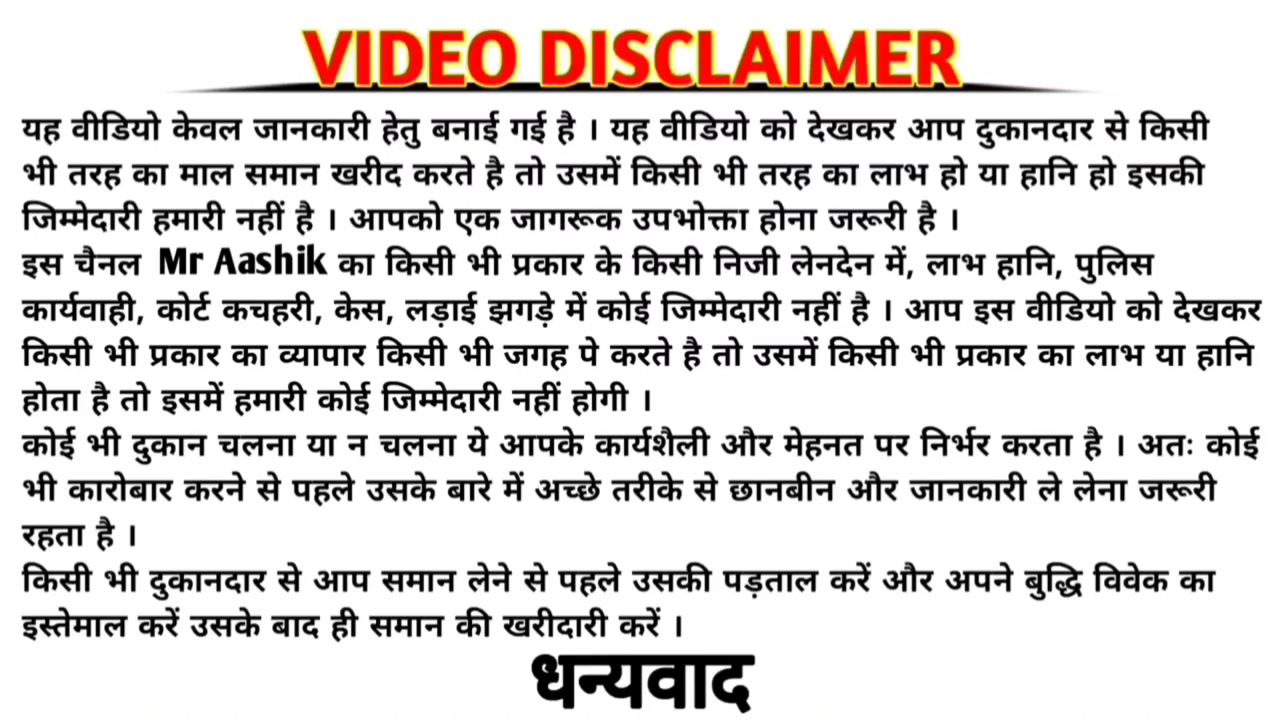 VIDEO DISCLAIMER
यह वीडियो केवल जानकारी हेतु बनाई गई है । यह वीडियो को देखकर आप दुकानदार से किसी
भी तरह का माल समान खरीद करते है तो उसमें किसी भी तरह का लाभ हो या हानि हो इसकी
जिम्मेदारी हमारी नहीं है । आपको एक जागरूक उपभोक्ता होना जरूरी है ।
इस चैनल Mr Aashik का किसी भी प्रकार के किसी निजी लेनदेन में, लाभ हानि, पुलिस
कार्यवाही, कोर्ट कचहरी, केस, लड़ाई झगड़े में कोई जिम्मेदारी नहीं है । आप इस वीडियो को देखकर
किसी भी प्रकार का व्यापार किसी भी जगह पे करते है तो उसमें किसी भी प्रकार का लाभ या हानि
होता है तो इसमें हमारी कोई जिम्मेदारी नहीं होगी ।
कोई भी दुकान चलना या न चलना ये आपके कार्यशैली और मेहनत पर निर्भर करता है । अतः कोई
भी कारोबार करने से पहले उसके बारे में अच्छे तरीके से छानबीन और जानकारी ले लेना जरूरी
रहता है ।
किसी भी दुकानदार से आप समान लेने से पहले उसकी पड़ताल करें और अपने बुद्धि विवेक का
इस्तेमाल करें उसके बाद ही समान की खरीदारी करें ।
धन्यवाद